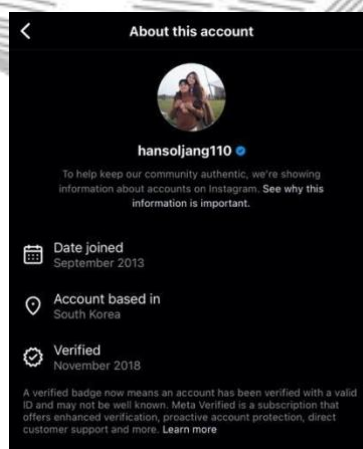 About this account
hansoljang110
To help keep our community authentic, we're showing
information about accounts on Instagram. See why this
information is important.
Date joined
September 2013
Account based in
South Korea
Verified
November 2018
A verified badge now means an account has been verified with a valid
ID and may not be well known. Meta Verified is a subscription that
offers enhanced verification, proactive account protection, direct
customer support and more. Learn more